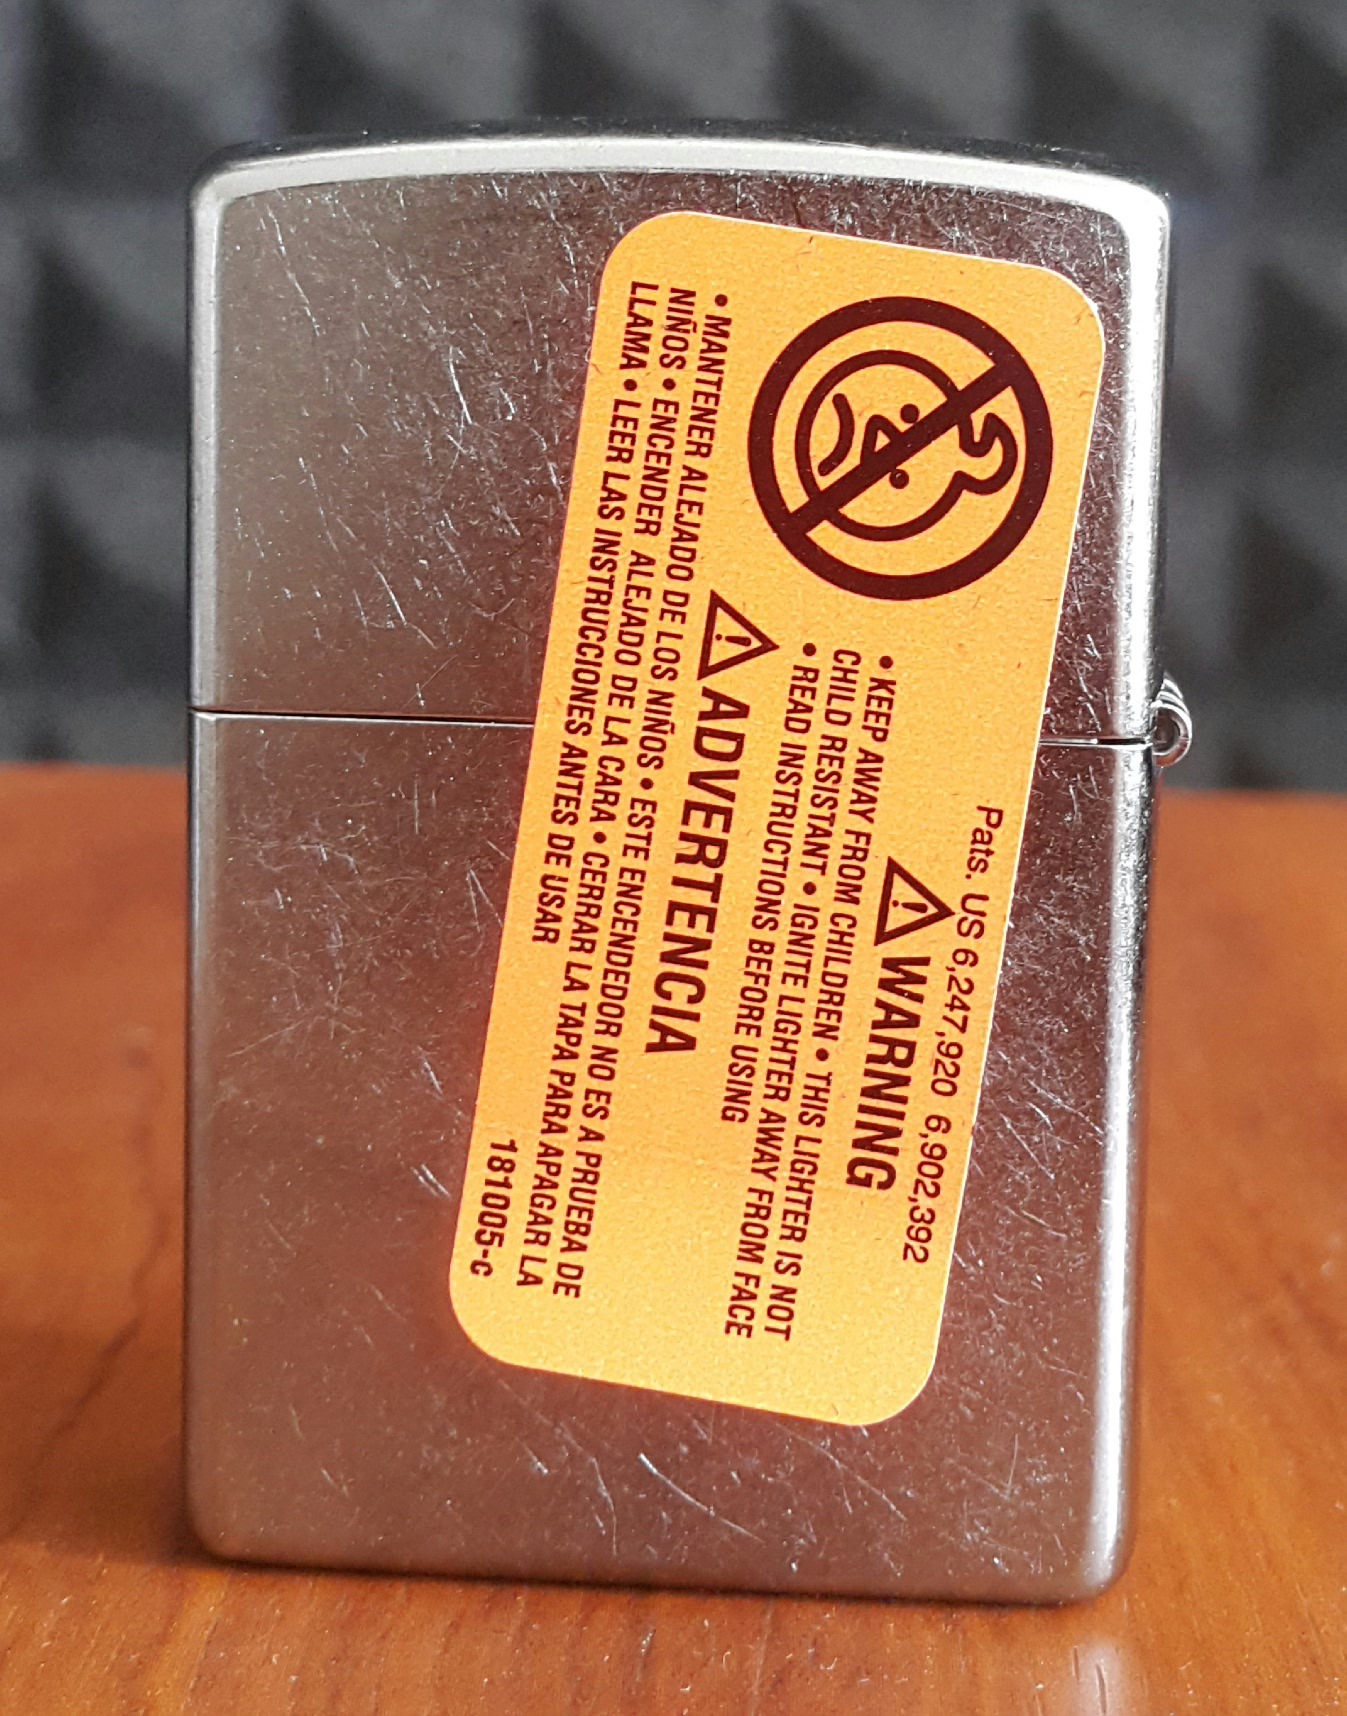 Pats. US 6,247,920 6,902,392
⚠ WARNING
• KEEP AWAY FROM CHILDREN • THIS LIGHTER IS NOT
CHILD RESISTANT • IGNITE LIGHTER AWAY FROM FACE
• READ INSTRUCTIONS BEFORE USING
⚠ ADVERTENCIA
• MANTENER ALEJADO DE LOS NIÑOS • ESTE ENCENDEDOR NO ES A PRUEBA DE
NIÑOS • ENCENDER ALEJADO DE LA CARA • CERRAR LA TAPA PARA APAGAR LA
LLAMA • LEER LAS INSTRUCCIONES ANTES DE USAR
181005-c